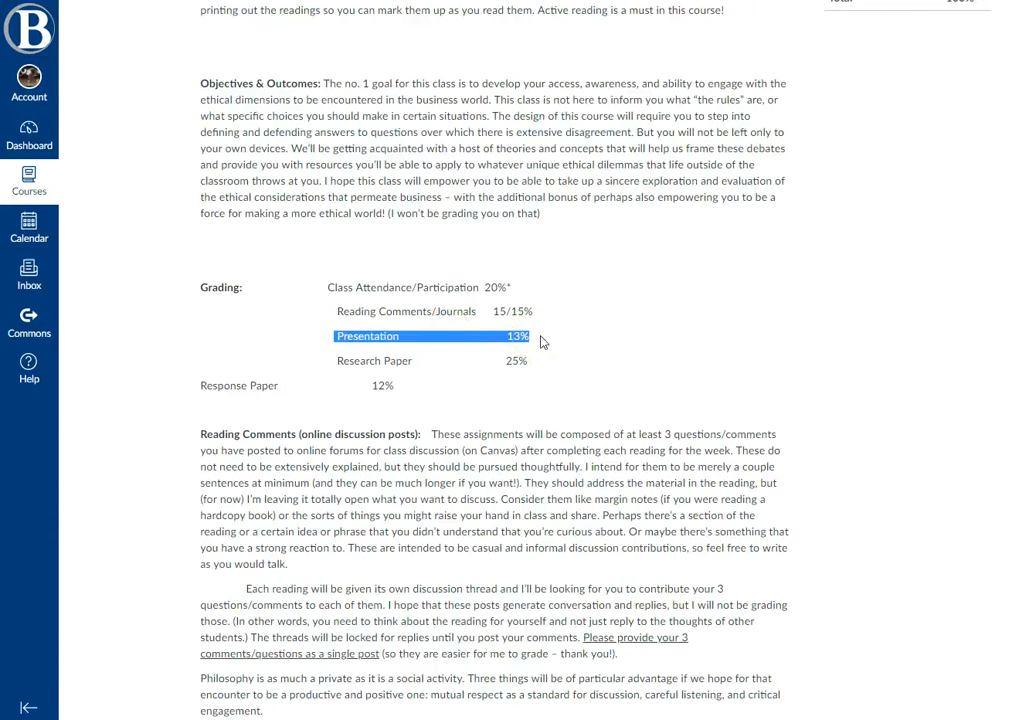 printing out the readings so you can mark them up as you read them. Active reading is a must in this course!
100%
B
Account
Dashboard
Courses
Calendar
Inbox
Commons
Help
Objectives & Outcomes: The no. 1 goal for this class is to develop your access, awareness, and ability to engage with the
ethical dimensions to be encountered in the business world. This class is not here to inform you what “the rules” are, or
what specific choices you should make in certain situations. The design of this course will require you to step into
defining and defending answers to questions over which there is extensive disagreement. But you will not be left only to
your own devices. We’ll be getting acquainted with a host of theories and concepts that will help us frame these debates
and provide you with resources you’ll be able to apply to whatever unique ethical dilemmas that life outside of the
classroom throws at you. I hope this class will empower you to be able to take up a sincere exploration and evaluation of
the ethical considerations that permeate business – with the additional bonus of perhaps also empowering you to be a
force for making a more ethical world! (I won’t be grading you on that)
Grading: Class Attendance/Participation 20%*
Reading Comments/Journals 15/15%
Presentation 13%
Research Paper 25%
Response Paper 12%
Reading Comments (online discussion posts): These assignments will be composed of at least 3 questions/comments
you have posted to online forums for class discussion (on Canvas) after completing each reading for the week. These do
not need to be extensively explained, but they should be pursued thoughtfully. I intend for them to be merely a couple
sentences at minimum (and they can be much longer if you want!). They should address the material in the reading, but
(for now) I’m leaving it totally open what you want to discuss. Consider them like margin notes (if you were reading a
hardcopy book) or the sorts of things you might raise your hand in class and share. Perhaps there’s a section of the
reading or a certain idea or phrase that you didn’t understand that you’re curious about. Or maybe there’s something that
you have a strong reaction to. These are intended to be casual and informal discussion contributions, so feel free to write
as you would talk.
Each reading will be given its own discussion thread and I’ll be looking for you to contribute your 3
questions/comments to each of them. I hope that these posts generate conversation and replies, but I will not be grading
those. (In other words, you need to think about the reading for yourself and not just reply to the thoughts of other
students.) The threads will be locked for replies until you post your comments. Please provide your 3
comments/questions as a single post (so they are easier for me to grade – thank you!).
Philosophy is as much a private as it is a social activity. Three things will be of particular advantage if we hope for that
encounter to be a productive and positive one: mutual respect as a standard for discussion, careful listening, and critical
engagement.